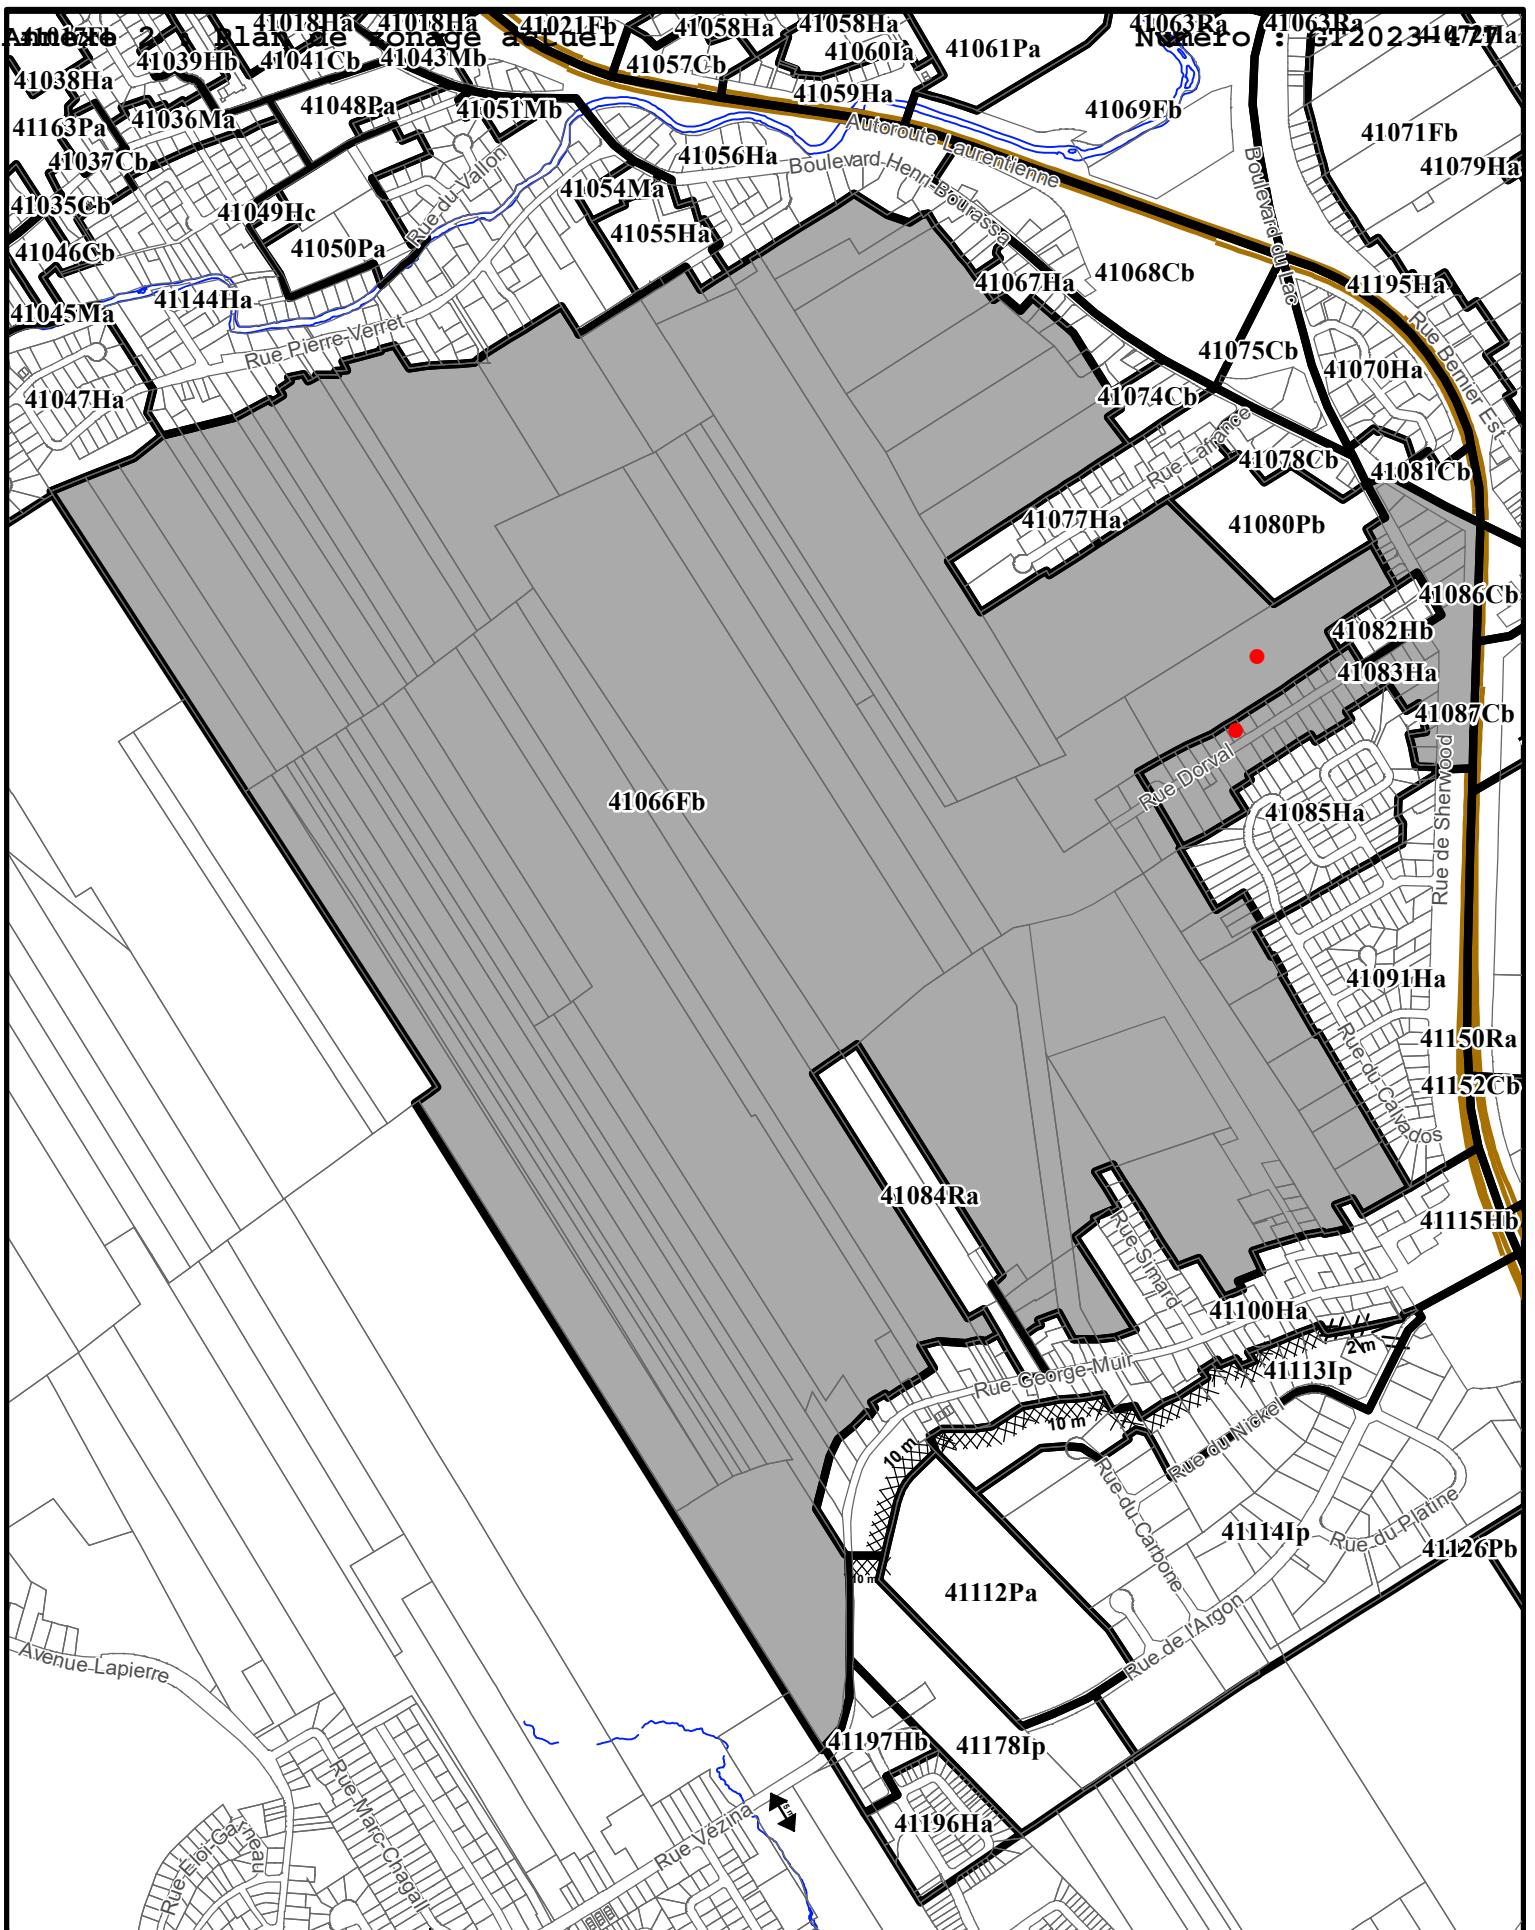 Annexe 2 : Plan de zonage actuel
Numéro : GT2023-477
41018Ha
41018Ha
41021Fb
41058Ha
41058Ha
41063Ra
41063Ra
41072Ha
41039Hb
41041Cb
41043Mb
41057Cb
41060Ia
41061Pa
41038Ha
41048Pa
41051Mb
41059Ha
41069Fb
41163Pa
41036Ma
Autoroute Laurentienne
41071Fb
41037Cb
41056Ha
Boulevard Henri-Bourassa
41079Ha
Rue du Vallon
41054Ma
Boulevard du Lac
41035Cb
41049Hc
41055Ha
41046Cb
41050Pa
41067Ha
41068Cb
41195Ha
41045Ma
41144Ha
Rue Pierre-Verret
Rue Bernier Est
41075Cb
41070Ha
41047Ha
41074Cb
Rue Lafrance
41078Cb
41081Cb
41077Ha
41080Pb
41086Cb
41082Hb
41083Ha
41087Cb
Rue Dorval
41066Fb
41085Ha
Rue de Sherwood
41091Ha
Rue du Calvados
41150Ra
41152Cb
41084Ra
41115Hb
Rue Simard
41100Ha
2 m
Rue George-Muir
41113Ip
10 m
10 m
Rue du Nickel
Rue du Carbone
41114Ip
Rue du Platine
41126Pb
10 m
41112Pa
Rue de l'Argon
Avenue Lapierre
41197Hb
41178Ip
Rue Marc-Chagall
41196Ha
Rue Éloi-Garneau
Rue Vézina